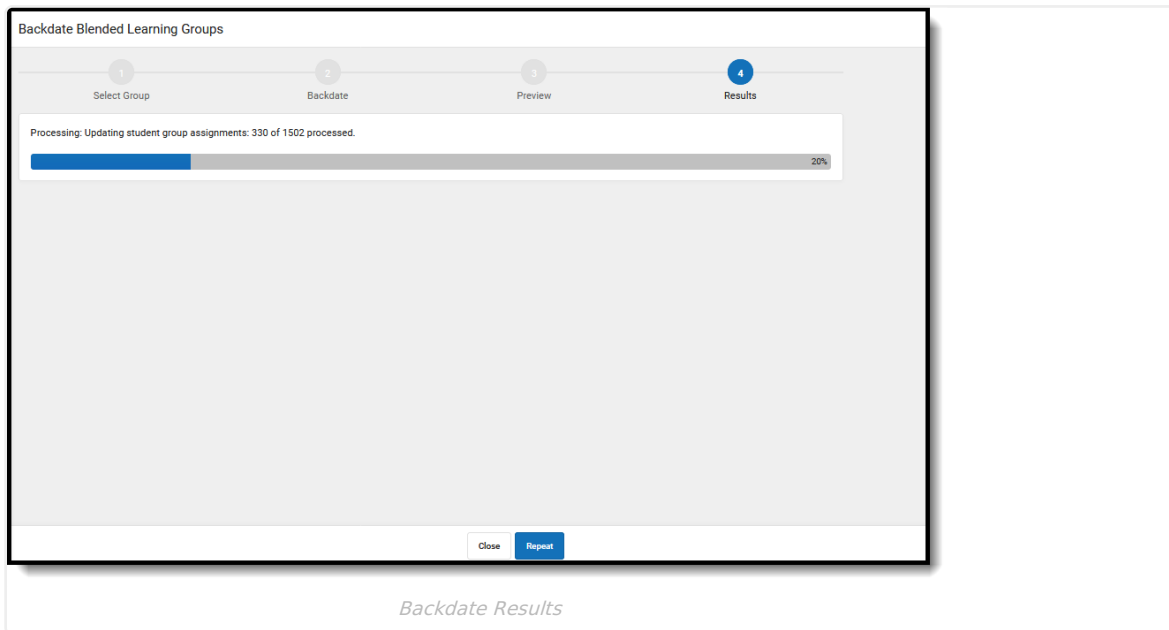 Backdate Blended Learning Groups
1
2
3
4
Select Group
Backdate
Preview
Results
Processing: Updating student group assignments: 330 of 1502 processed.
20%
Close
Repeat
Backdate Results